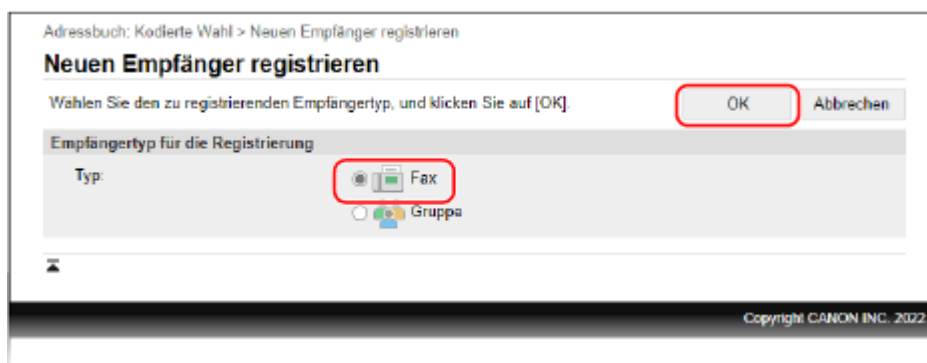 Adressbuch: Kodierte Wahl > Neuen Empfänger registrieren
Neuen Empfänger registrieren
Wählen Sie den zu registrierenden Empfängertyp, und klicken Sie auf [OK].
OK
Abbrechen
Empfängertyp für die Registrierung
Typ:
Fax
Gruppe
Copyright CANON INC. 2022